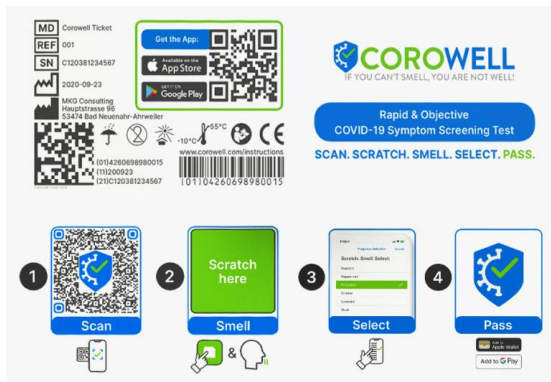 MD Corowell Ticket
REF 001
SN C120381234567
2020-09-23
MKG Consulting
Hauptstrasse 96
53474 Bad Neuenahr-Ahrweiler
(01)04260698980015
(11)200923
(21)C120381234567
Get the App:
Available on the
App Store
GET IT ON
Google Play
-10°C
55°C
2
CE
www.corowell.com/instructions
(01)04260698980015
COROWELL
IF YOU CAN'T SMELL, YOU ARE NOT WELL!
Rapid & Objective
COVID-19 Symptom Screening Test
SCAN. SCRATCH. SMELL. SELECT. PASS.
1
Scan
2
Scratch
here
Smell
&
3
Scratch. Smell. Select.
Select
4
Pass
Add to
Apple Wallet
Add to G Pay